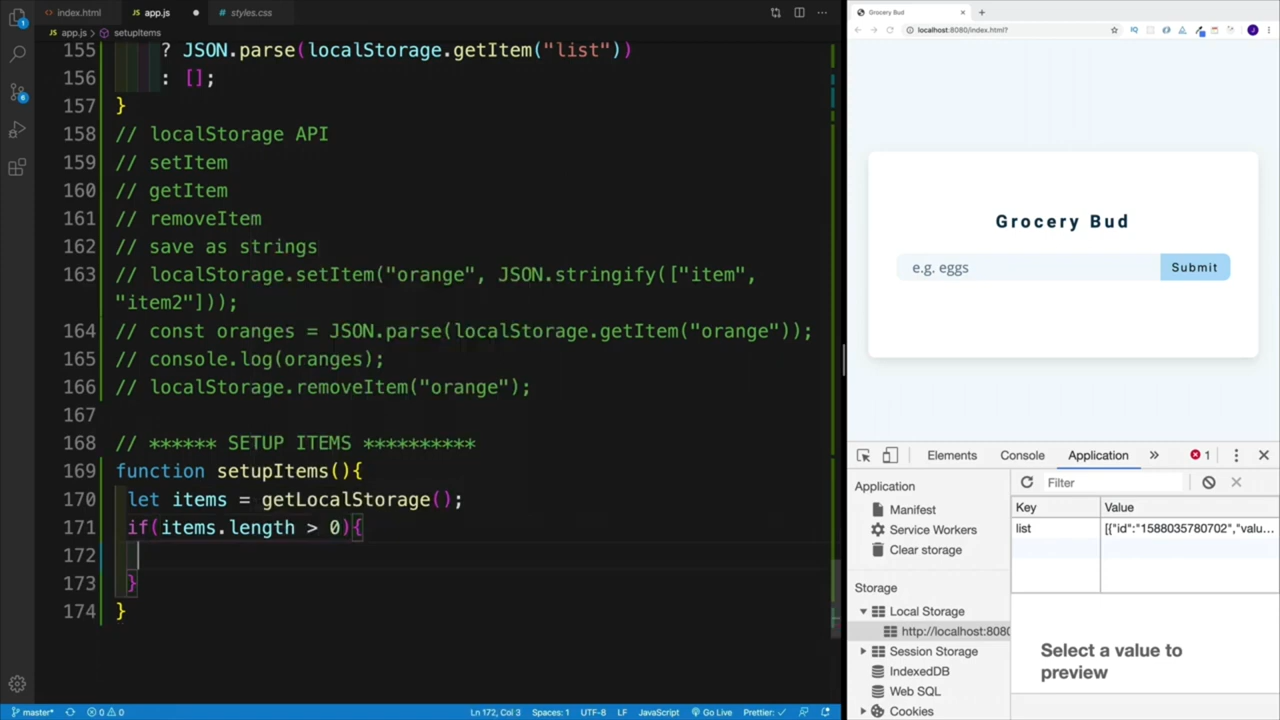 index.html
app.js
styles.css
app.js > setupItems
155 ? JSON.parse(localStorage.getItem("list"))
156 : [];
157 }
158 // localStorage API
159 // setItem
160 // getItem
161 // removeItem
162 // save as strings
163 // localStorage.setItem("orange", JSON.stringify(["item",
"item2"]));
164 // const oranges = JSON.parse(localStorage.getItem("orange"));
165 // console.log(oranges);
166 // localStorage.removeItem("orange");
167
168 // ****** SETUP ITEMS **********
169 function setupItems(){
170 let items = getLocalStorage();
171 if(items.length > 0){
172
173 }
174 }
1
6
master*
0 0
Ln 172, Col 3
Spaces: 1
UTF-8
LF
JavaScript
Go Live
Prettier: ✓
Grocery Bud
localhost:8080/index.html?
J
Grocery Bud
e.g. eggs
Submit
Elements
Console
Application
1
Application
Manifest
Service Workers
Clear storage
Storage
Local Storage
http://localhost:8080
Session Storage
IndexedDB
Web SQL
Cookies
Filter
Key Value
list [{"id":"1588035780702","valu...
Select a value to
preview